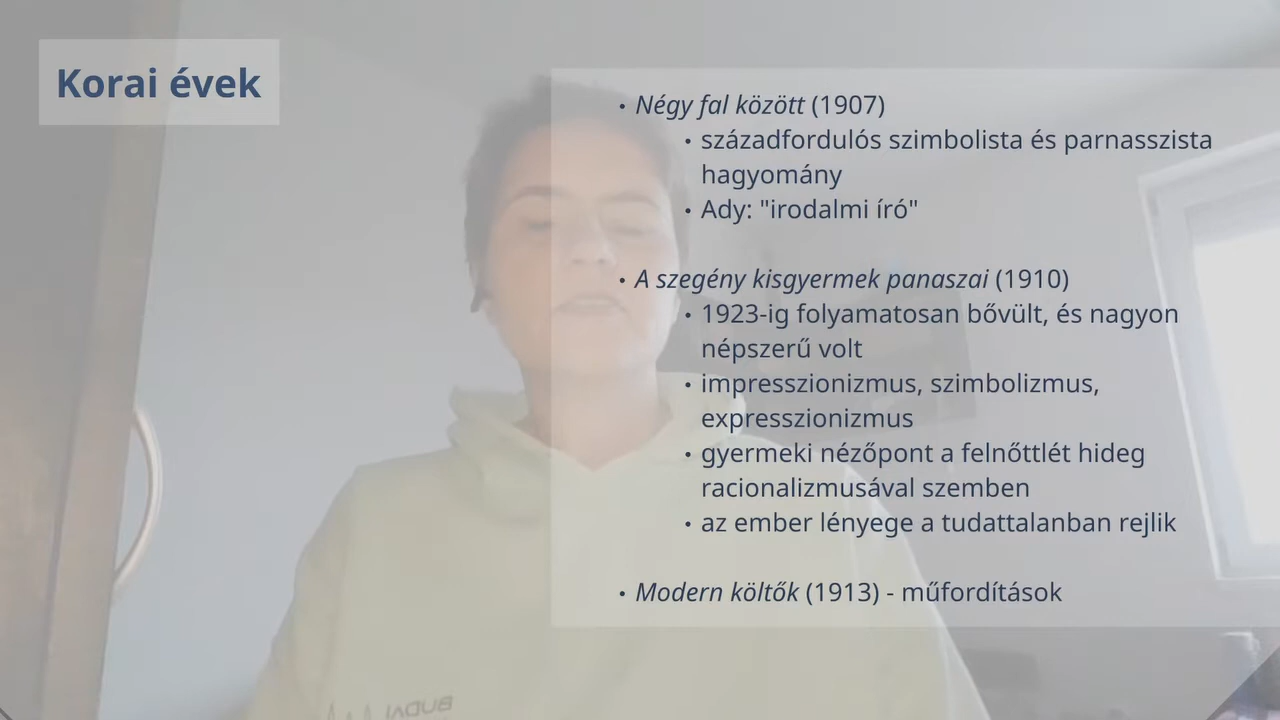 Korai évek
• Négy fal között (1907)
• századfordulós szimbolista és parnasszista
hagyomány
• Ady: "irodalmi író"
• A szegény kisgyermek panaszai (1910)
• 1923-ig folyamatosan bővült, és nagyon
népszerű volt
• impresszionizmus, szimbolizmus,
expresszionizmus
• gyermeki nézőpont a felnőttlét hideg
racionalizmusával szemben
• az ember lényege a tudattalanban rejlik
• Modern költők (1913) - műfordítások